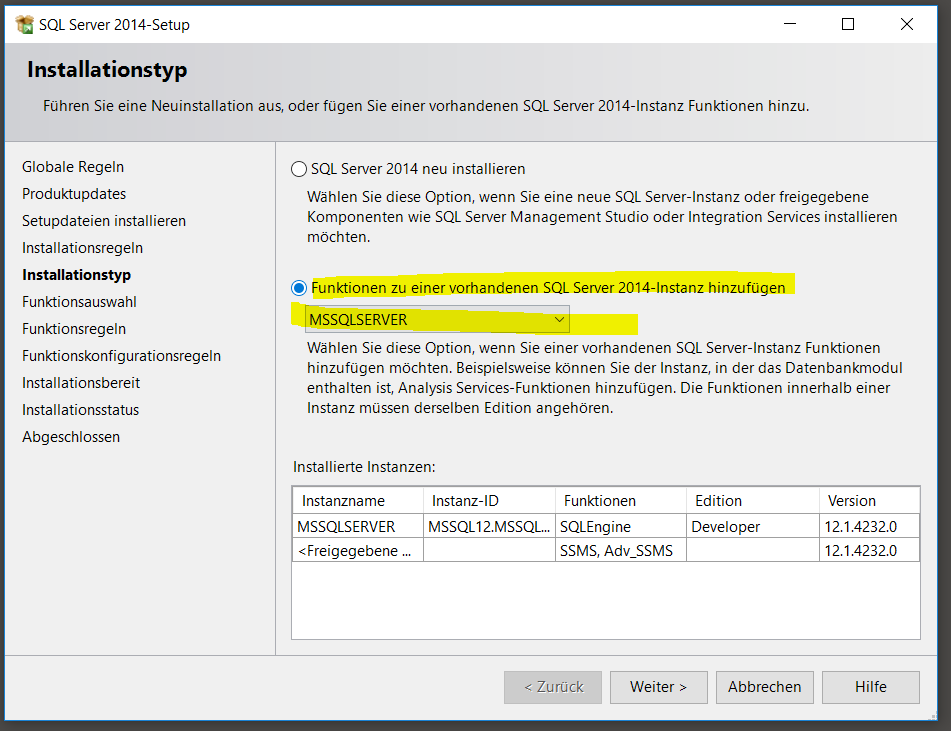 SQL Server 2014-Setup
Installationstyp
Führen Sie eine Neuinstallation aus, oder fügen Sie einer vorhandenen SQL Server 2014-Instanz Funktionen hinzu.
Globale Regeln
Produktupdates
Setupdateien installieren
Installationsregeln
Installationstyp
Funktionsauswahl
Funktionsregeln
Funktionskonfigurationsregeln
Installationsbereit
Installationsstatus
Abgeschlossen
SQL Server 2014 neu installieren
Wählen Sie diese Option, wenn Sie eine neue SQL Server-Instanz oder freigegebene
Komponenten wie SQL Server Management Studio oder Integration Services installieren
möchten.
Funktionen zu einer vorhandenen SQL Server 2014-Instanz hinzufügen
MSSQLSERVER
Wählen Sie diese Option, wenn Sie einer vorhandenen SQL Server-Instanz Funktionen
hinzufügen möchten. Beispielsweise können Sie der Instanz, in der das Datenbankmodul
enthalten ist, Analysis Services-Funktionen hinzufügen. Die Funktionen innerhalb einer
Instanz müssen derselben Edition angehören.
Installierte Instanzen:
Instanzname Instanz-ID Funktionen Edition Version
MSSQLSERVER MSSQL12.MSSQL... SQLEngine Developer 12.1.4232.0
<Freigegebene ... SSMS, Adv_SSMS 12.1.4232.0
< Zurück Weiter > Abbrechen Hilfe